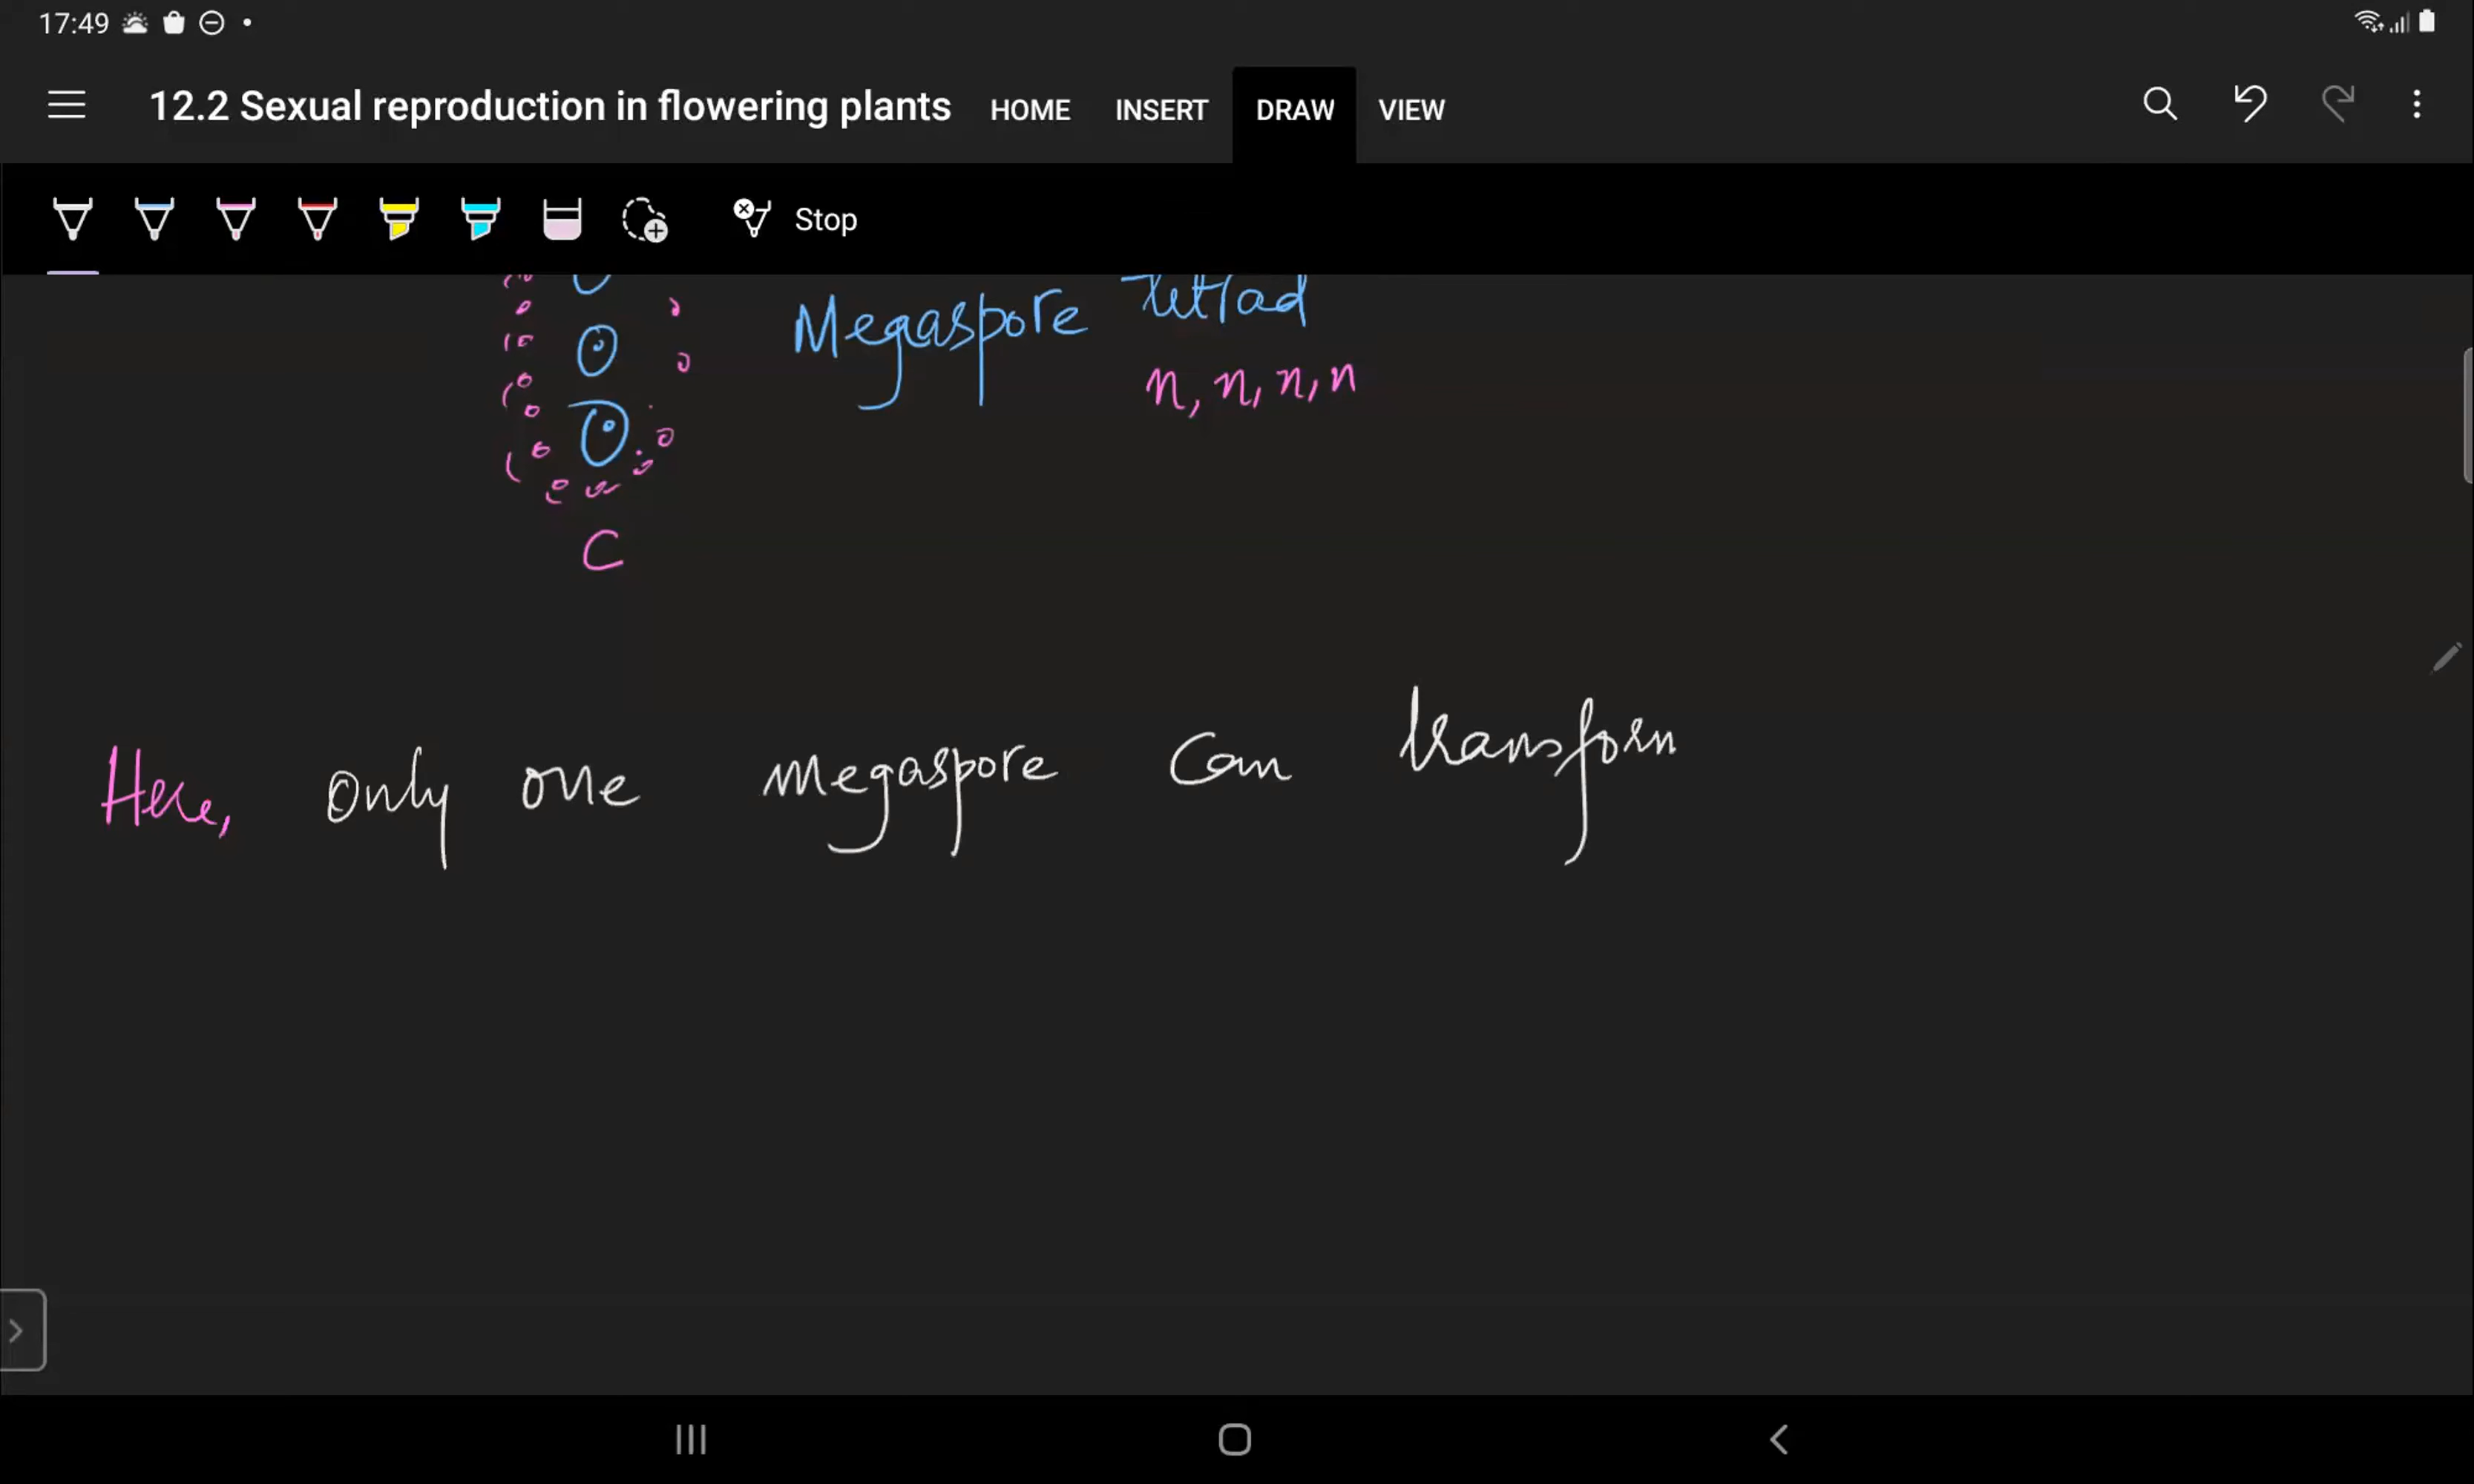 17:49
12.2 Sexual reproduction in flowering plants HOME INSERT DRAW VIEW
Stop
Megaspore tetrad
n, n, n, n
C
Here, only one megaspore can transform